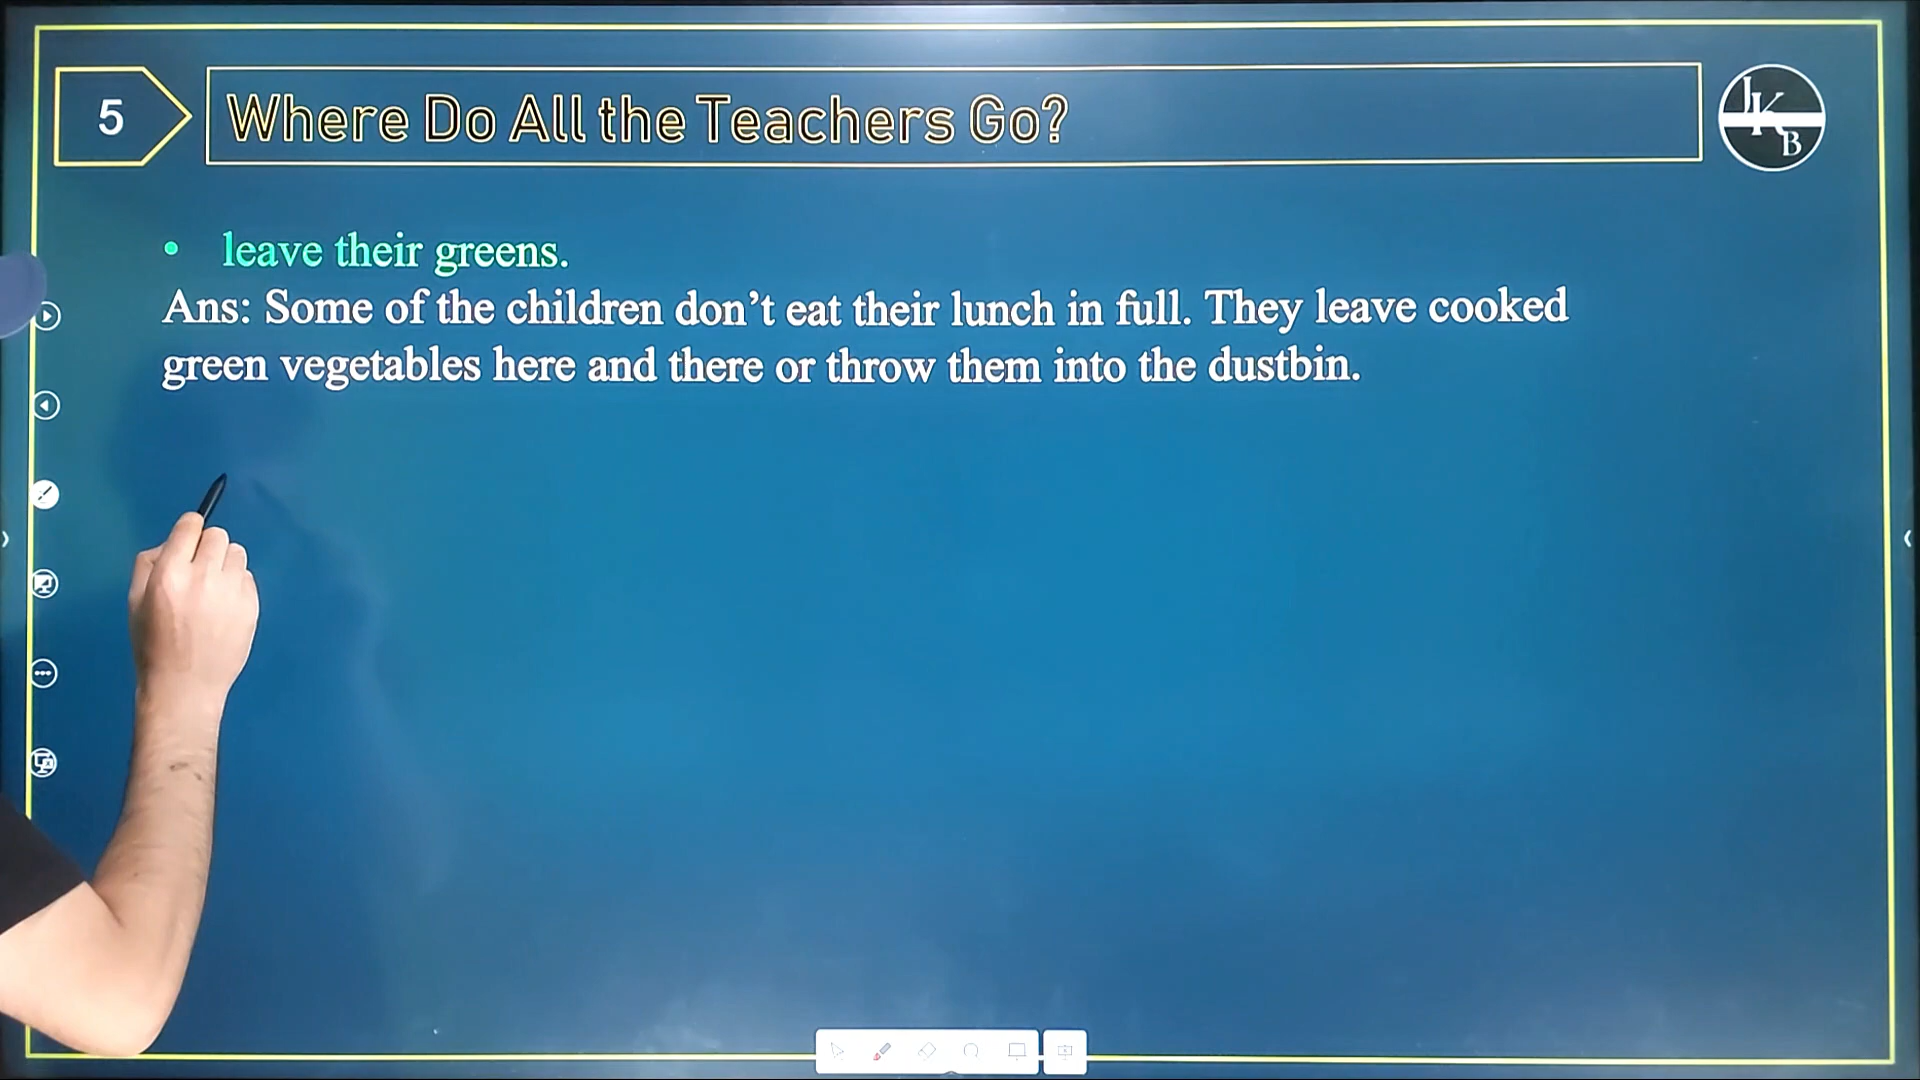 5
Where Do All the Teachers Go?
JK
B
• leave their greens.
Ans: Some of the children don’t eat their lunch in full. They leave cooked
green vegetables here and there or throw them into the dustbin.